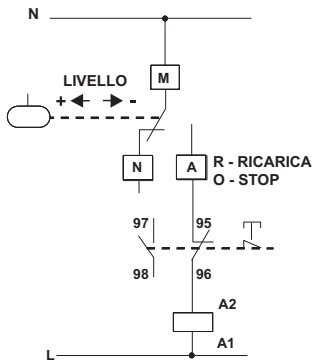 N
M
LIVELLO
+ -
N
A
R - RICARICA
O - STOP
97
95
98
96
A2
A1
L